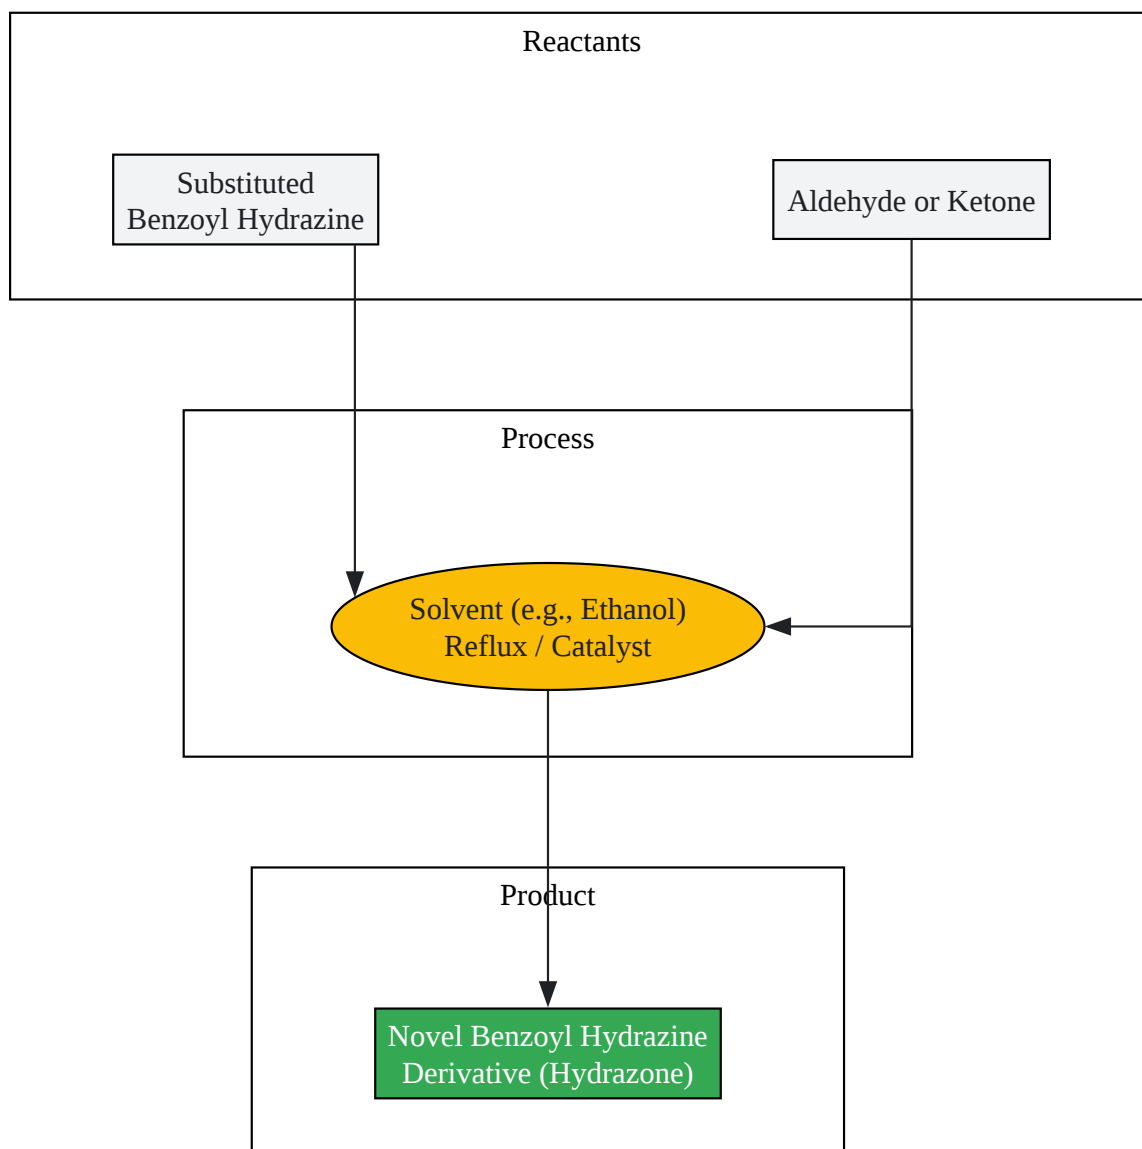 Reactants
Substituted
Benzoyl Hydrazine
Aldehyde or Ketone
Process
Solvent (e.g., Ethanol)
Reflux / Catalyst
Product
Novel Benzoyl Hydrazine
Derivative (Hydrazone)